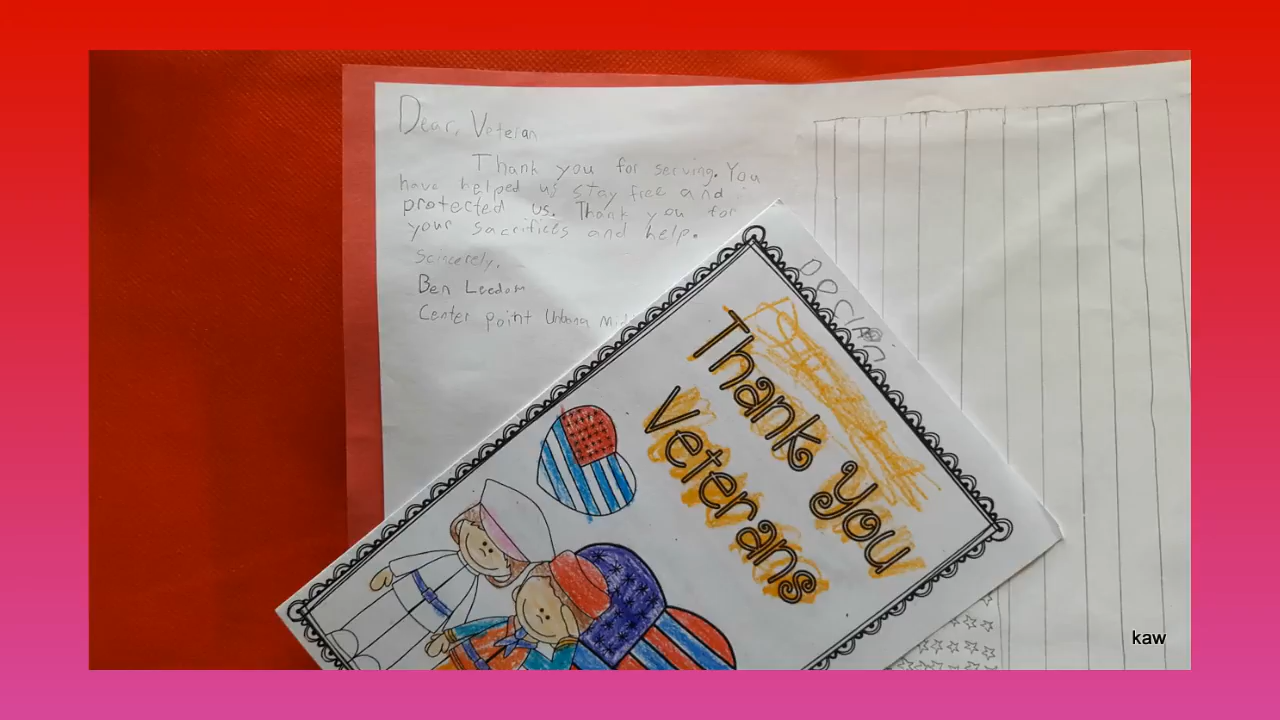 Dear, Veteran
Thank you for serving. You
have helped us stay free and
protected us. Thank you for
your sacrifices and help.
Scincerely,
Ben Leedom
Center point Urbana
Thank You
Veterans
kaw